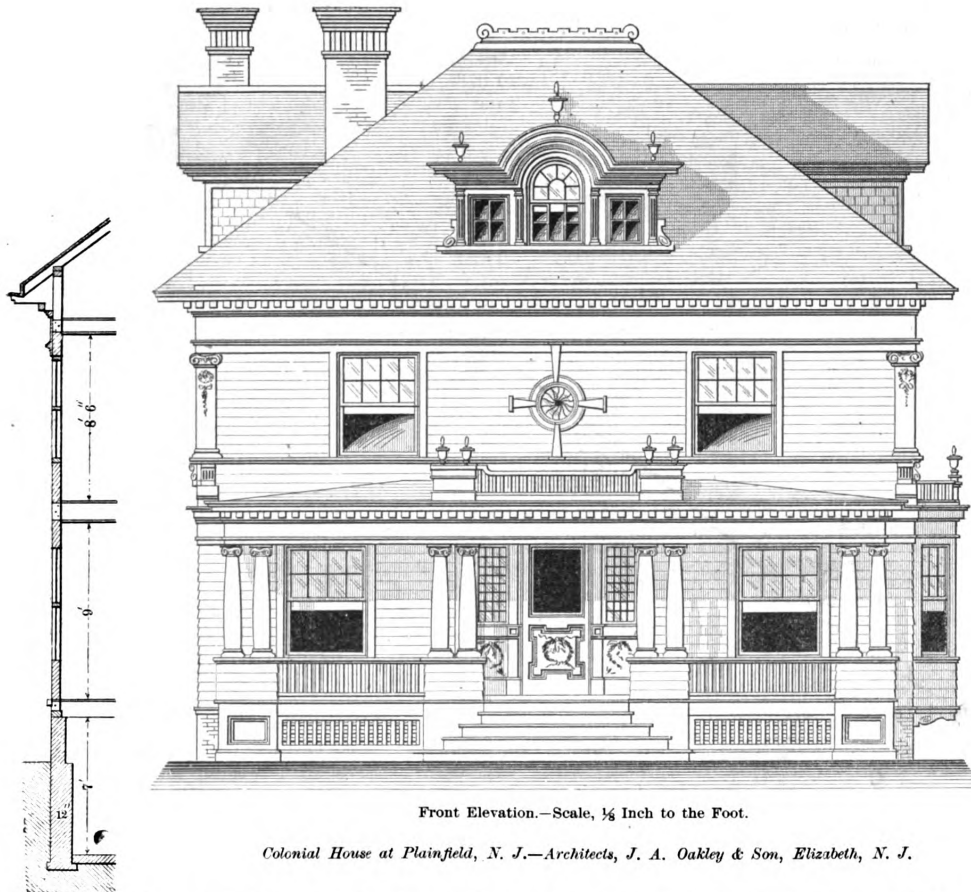 8'-6"
9'
7'
12"
Front Elevation.—Scale, ⅛ Inch to the Foot.
Colonial House at Plainfield, N. J.—Architects, J. A. Oakley & Son, Elizabeth, N. J.